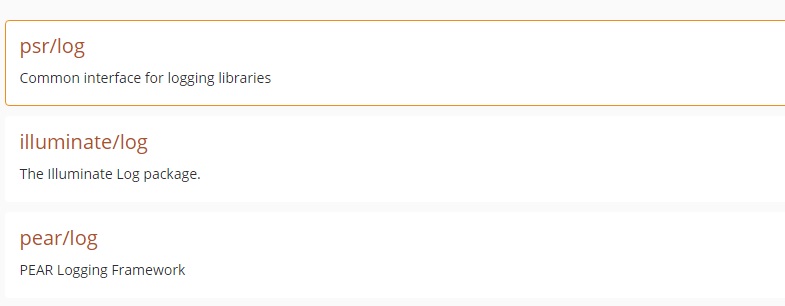 psr/log
Common interface for logging libraries
illuminate/log
The Illuminate Log package.
pear/log
PEAR Logging Framework